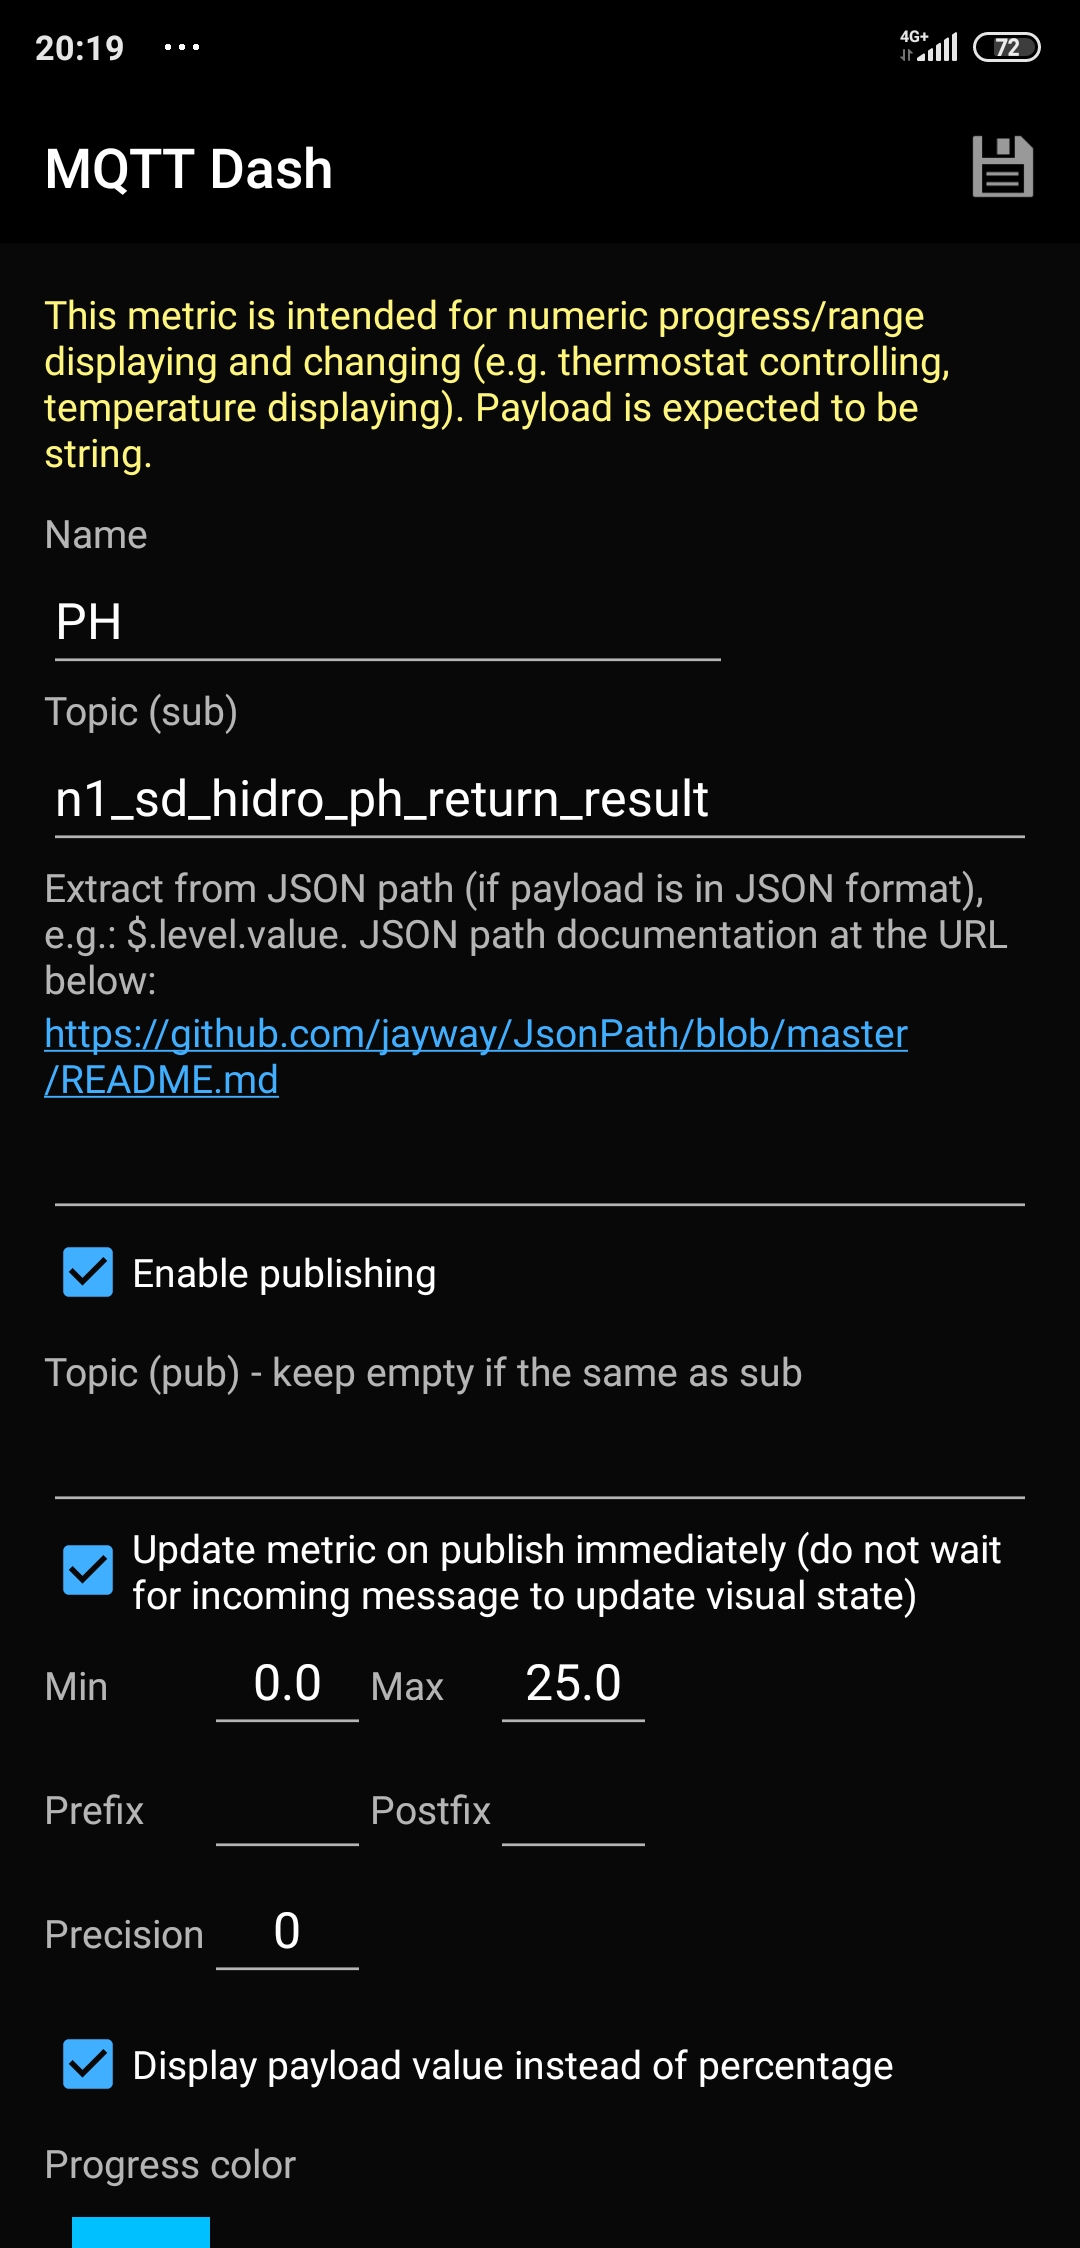 20:19 ... 4G+ 72
MQTT Dash
This metric is intended for numeric progress/range
displaying and changing (e.g. thermostat controlling,
temperature displaying). Payload is expected to be
string.
Name
PH
Topic (sub)
n1_sd_hidro_ph_return_result
Extract from JSON path (if payload is in JSON format),
e.g.: $.level.value. JSON path documentation at the URL
below:
https://github.com/jayway/JsonPath/blob/master
/README.md
Enable publishing
Topic (pub) - keep empty if the same as sub
Update metric on publish immediately (do not wait
for incoming message to update visual state)
Min 0.0 Max 25.0
Prefix Postfix
Precision 0
Display payload value instead of percentage
Progress color